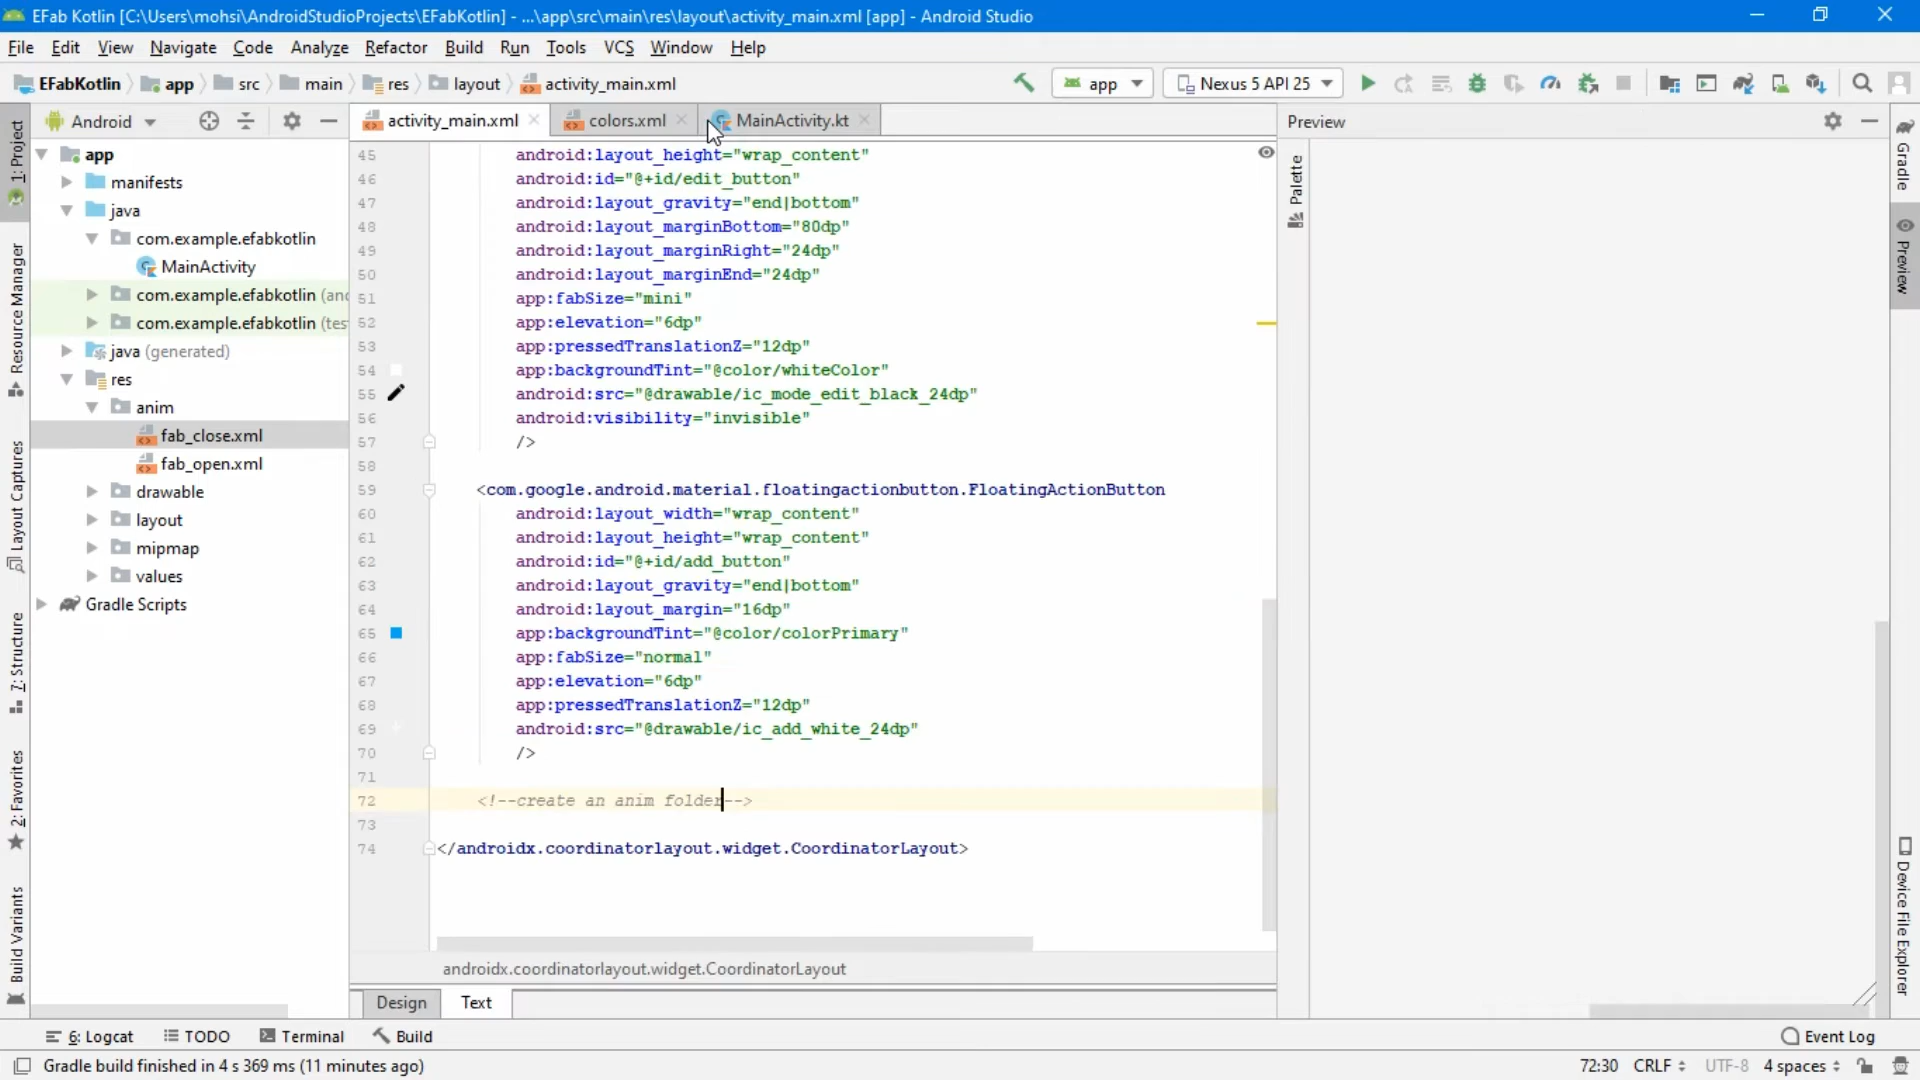 EFab Kotlin [C:\Users\mohsi\AndroidStudioProjects\EFabKotlin] - ...\app\src\main\res\layout\activity_main.xml [app] - Android Studio
File Edit View Navigate Code Analyze Refactor Build Run Tools VCS Window Help
EFabKotlin app src main res layout activity_main.xml app Nexus 5 API 25
Android activity_main.xml colors.xml MainActivity.kt Preview
1: Project
Resource Manager
Layout Captures
7: Structure
2: Favorites
Build Variants
app
manifests
java
com.example.efabkotlin
MainActivity
com.example.efabkotlin (anc
com.example.efabkotlin (tes
java (generated)
res
anim
fab_close.xml
fab_open.xml
drawable
layout
mipmap
values
Gradle Scripts
45 android:layout_height="wrap_content"
46 android:id="@+id/edit_button"
47 android:layout_gravity="end|bottom"
48 android:layout_marginBottom="80dp"
49 android:layout_marginRight="24dp"
50 android:layout_marginEnd="24dp"
51 app:fabSize="mini"
52 app:elevation="6dp"
53 app:pressedTranslationZ="12dp"
54 app:backgroundTint="@color/whiteColor"
55 android:src="@drawable/ic_mode_edit_black_24dp"
56 android:visibility="invisible"
57 />
58
59 <com.google.android.material.floatingactionbutton.FloatingActionButton
60 android:layout_width="wrap_content"
61 android:layout_height="wrap_content"
62 android:id="@+id/add_button"
63 android:layout_gravity="end|bottom"
64 android:layout_margin="16dp"
65 app:backgroundTint="@color/colorPrimary"
66 app:fabSize="normal"
67 app:elevation="6dp"
68 app:pressedTranslationZ="12dp"
69 android:src="@drawable/ic_add_white_24dp"
70 />
71
72 <!--create an anim folder-->
73
74 </androidx.coordinatorlayout.widget.CoordinatorLayout>
androidx.coordinatorlayout.widget.CoordinatorLayout
Design Text
Palette
Gradle
Preview
Device File Explorer
6: Logcat TODO Terminal Build Event Log
Gradle build finished in 4 s 369 ms (11 minutes ago) 72:30 CRLF UTF-8 4 spaces